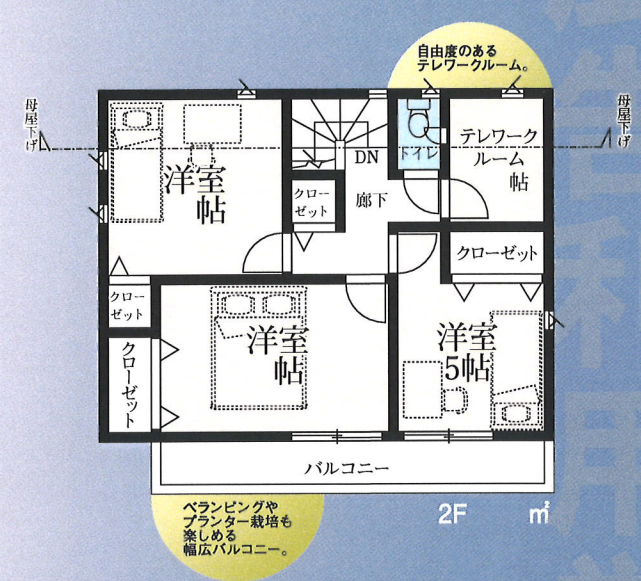 自由度のある
テレワークルーム。
母屋下げ
母屋下げ
洋室
帖
DN
トイレ
テレワーク
ルーム
帖
クロー
ゼット
廊下
クローゼット
クロー
ゼット
クローゼット
洋室
帖
洋室
5帖
バルコニー
ベランピングや
プランター栽培も
楽しめる
幅広バルコニー。
2F
㎡